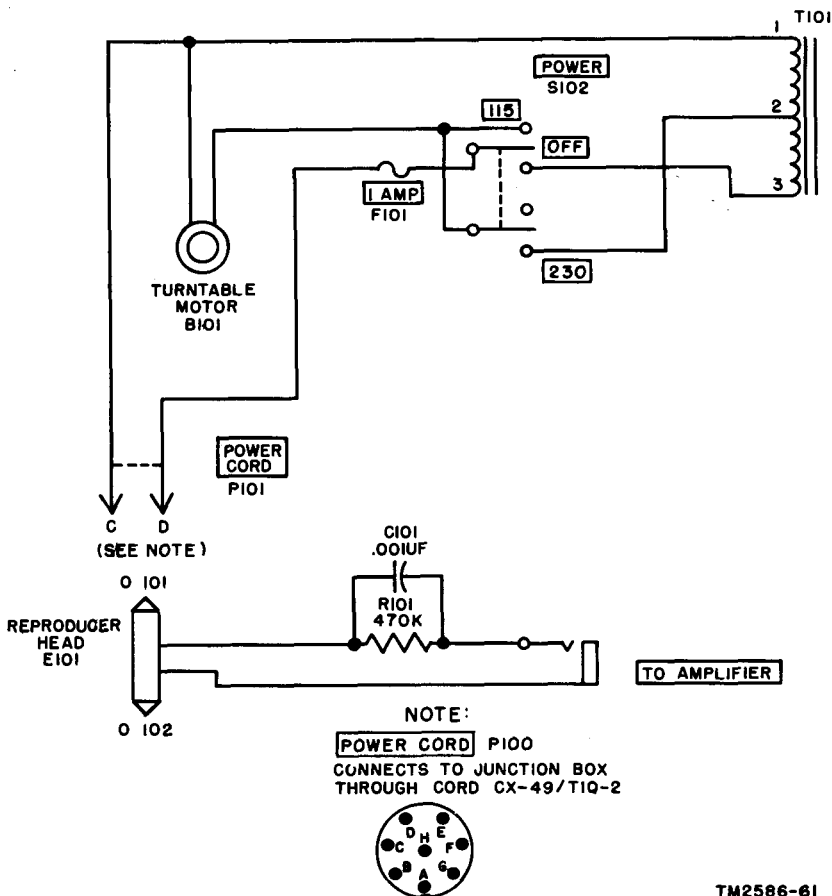 T101
1
POWER
S102
115
2
OFF
1 AMP
F101
3
230
TURNTABLE
MOTOR
B101
POWER
CORD
P101
C D
(SEE NOTE)
C101
.001UF
O 101
R101
470K
REPRODUCER
HEAD
E101
TO AMPLIFIER
O 102
NOTE:
POWER CORD P100
CONNECTS TO JUNCTION BOX
THROUGH CORD CX-49/TIQ-2
D H E
C F
B A G
TM2586-61